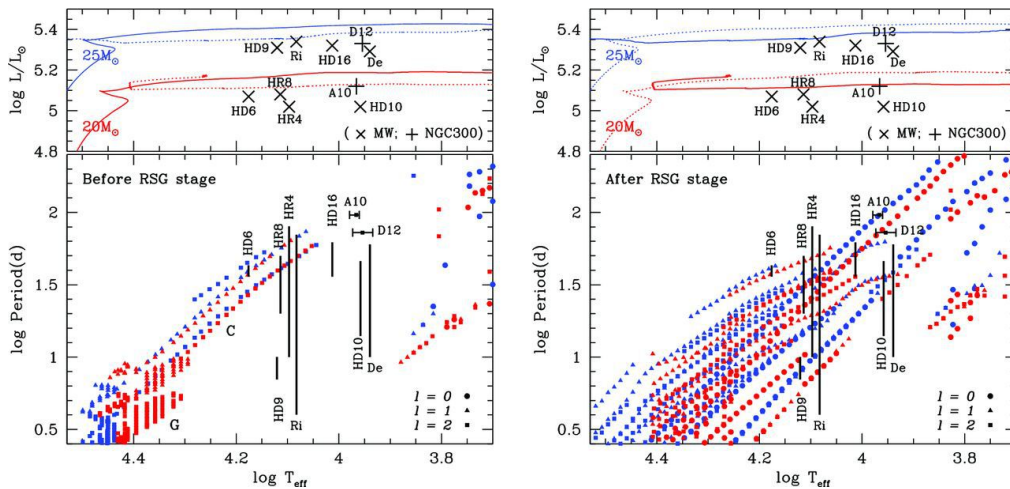 5.4
5.2
5
4.8
log L/L⊙
25M⊙
20M⊙
HD9
Ri
HD16
D12
De
HR8
HD6
HR4
A10
HD10
( × MW; + NGC300)
5.4
5.2
5
4.8
log L/L⊙
25M⊙
20M⊙
HD9
Ri
HD16
D12
De
HR8
HD6
HR4
A10
HD10
( × MW; + NGC300)
Before RSG stage
2
1.5
1
0.5
log Period(d)
HD6
HR8
HR4
HD16
A10
D12
C
G
HD9
Ri
HD10
De
l = 0
l = 1
l = 2
4.4
4.2
4
3.8
log Teff
After RSG stage
2
1.5
1
0.5
log Period(d)
HD6
HR8
HR4
HD16
A10
D12
HD9
Ri
HD10
De
l = 0
l = 1
l = 2
4.4
4.2
4
3.8
log Teff